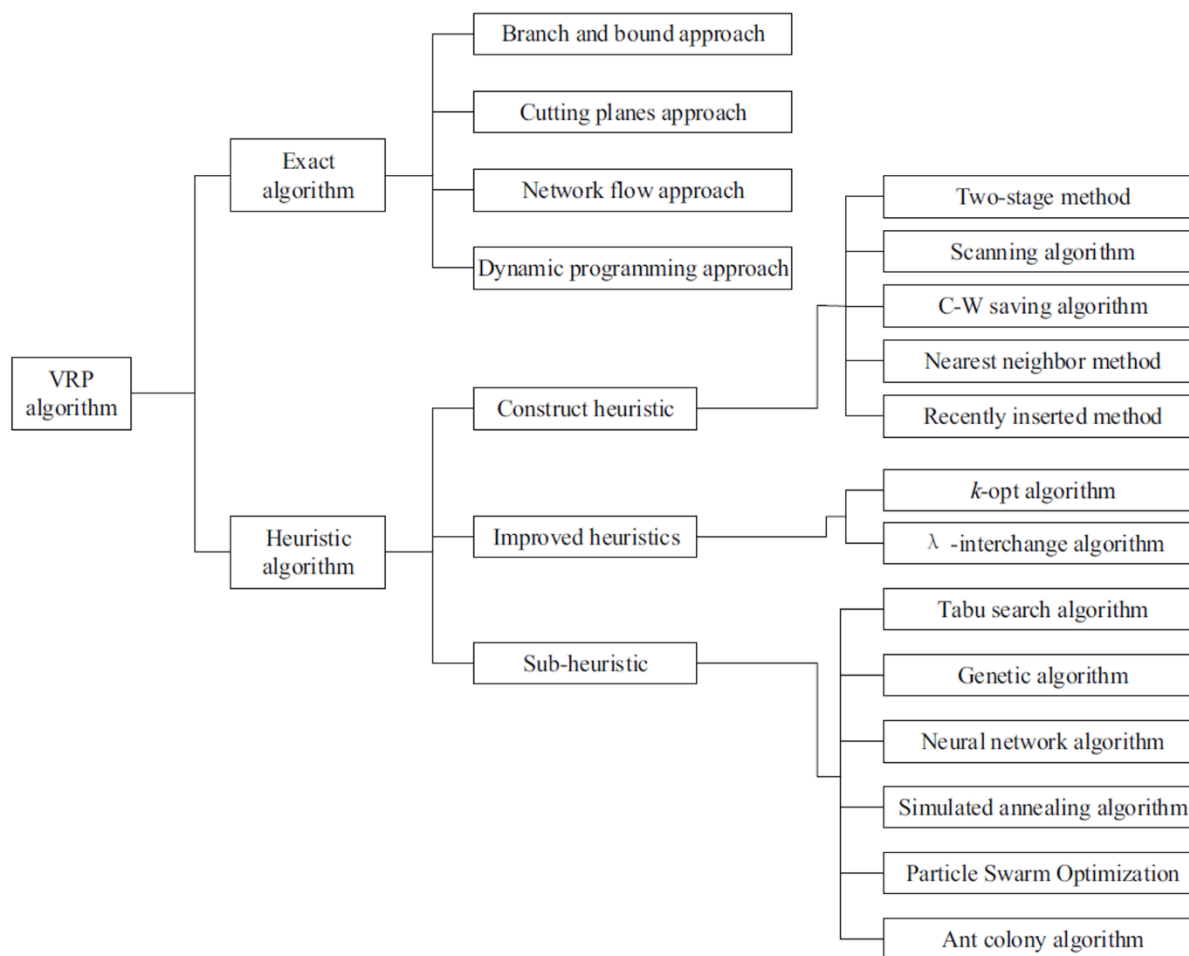 VRP
algorithm
Exact
algorithm
Branch and bound approach
Cutting planes approach
Network flow approach
Dynamic programming approach
Heuristic
algorithm
Construct heuristic
Two-stage method
Scanning algorithm
C-W saving algorithm
Nearest neighbor method
Recently inserted method
Improved heuristics
k-opt algorithm
λ -interchange algorithm
Sub-heuristic
Tabu search algorithm
Genetic algorithm
Neural network algorithm
Simulated annealing algorithm
Particle Swarm Optimization
Ant colony algorithm